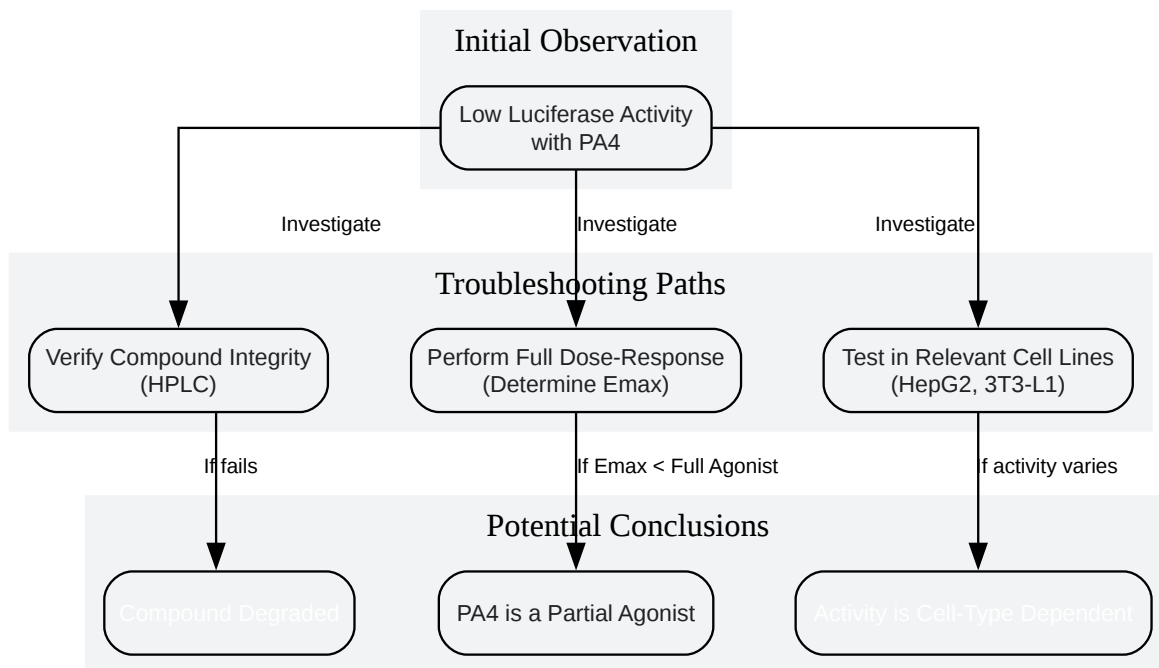 Initial Observation
Low Luciferase Activity
with PA4
Investigate
Investigate
Investigate
Troubleshooting Paths
Verify Compound Integrity
(HPLC)
Perform Full Dose-Response
(Determine Emax)
Test in Relevant Cell Lines
(HepG2, 3T3-L1)
If fails
If Emax < Full Agonist
If activity varies
Potential Conclusions
Compound Degraded
PA4 is a Partial Agonist
Activity is Cell-Type Dependent